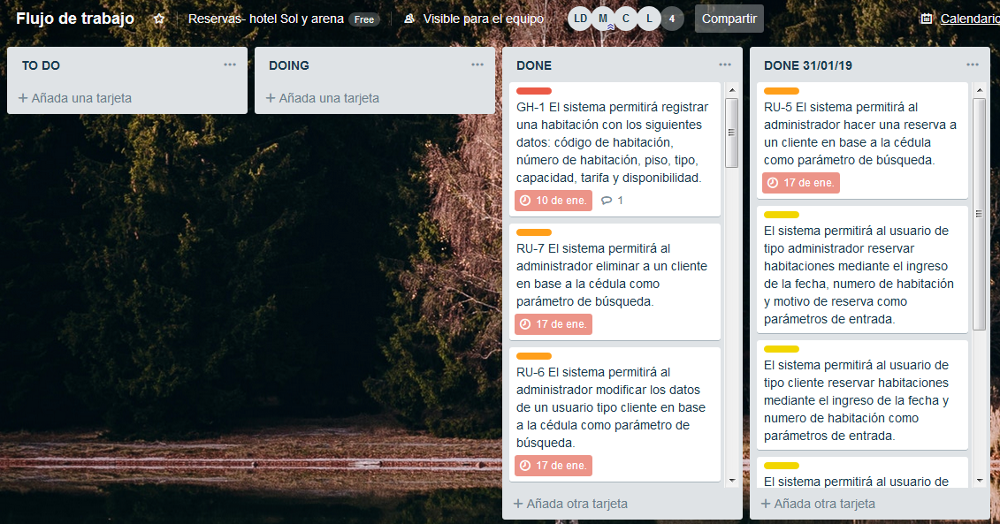 Flujo de trabajo
Reservas- hotel Sol y arena Free
Visible para el equipo
LD M C L 4
Compartir
Calendario
TO DO
+ Añada una tarjeta
DOING
+ Añada una tarjeta
DONE
GH-1 El sistema permitirá registrar
una habitación con los siguientes
datos: código de habitación,
número de habitación, piso, tipo,
capacidad, tarifa y disponibilidad.
10 de ene. 1
RU-7 El sistema permitirá al
administrador eliminar a un cliente
en base a la cédula como
parámetro de búsqueda.
17 de ene.
RU-6 El sistema permitirá al
administrador modificar los datos
de un usuario tipo cliente en base
a la cédula como parámetro de
búsqueda.
17 de ene.
+ Añada otra tarjeta
DONE 31/01/19
RU-5 El sistema permitirá al
administrador hacer una reserva a
un cliente en base a la cédula
como parámetro de búsqueda.
17 de ene.
El sistema permitirá al usuario de
tipo administrador reservar
habitaciones mediante el ingreso
de la fecha, numero de habitación
y motivo de reserva como
parámetros de entrada.
El sistema permitirá al usuario de
tipo cliente reservar habitaciones
mediante el ingreso de la fecha y
numero de habitación como
parámetros de entrada.
El sistema permitirá al usuario de
+ Añada otra tarjeta